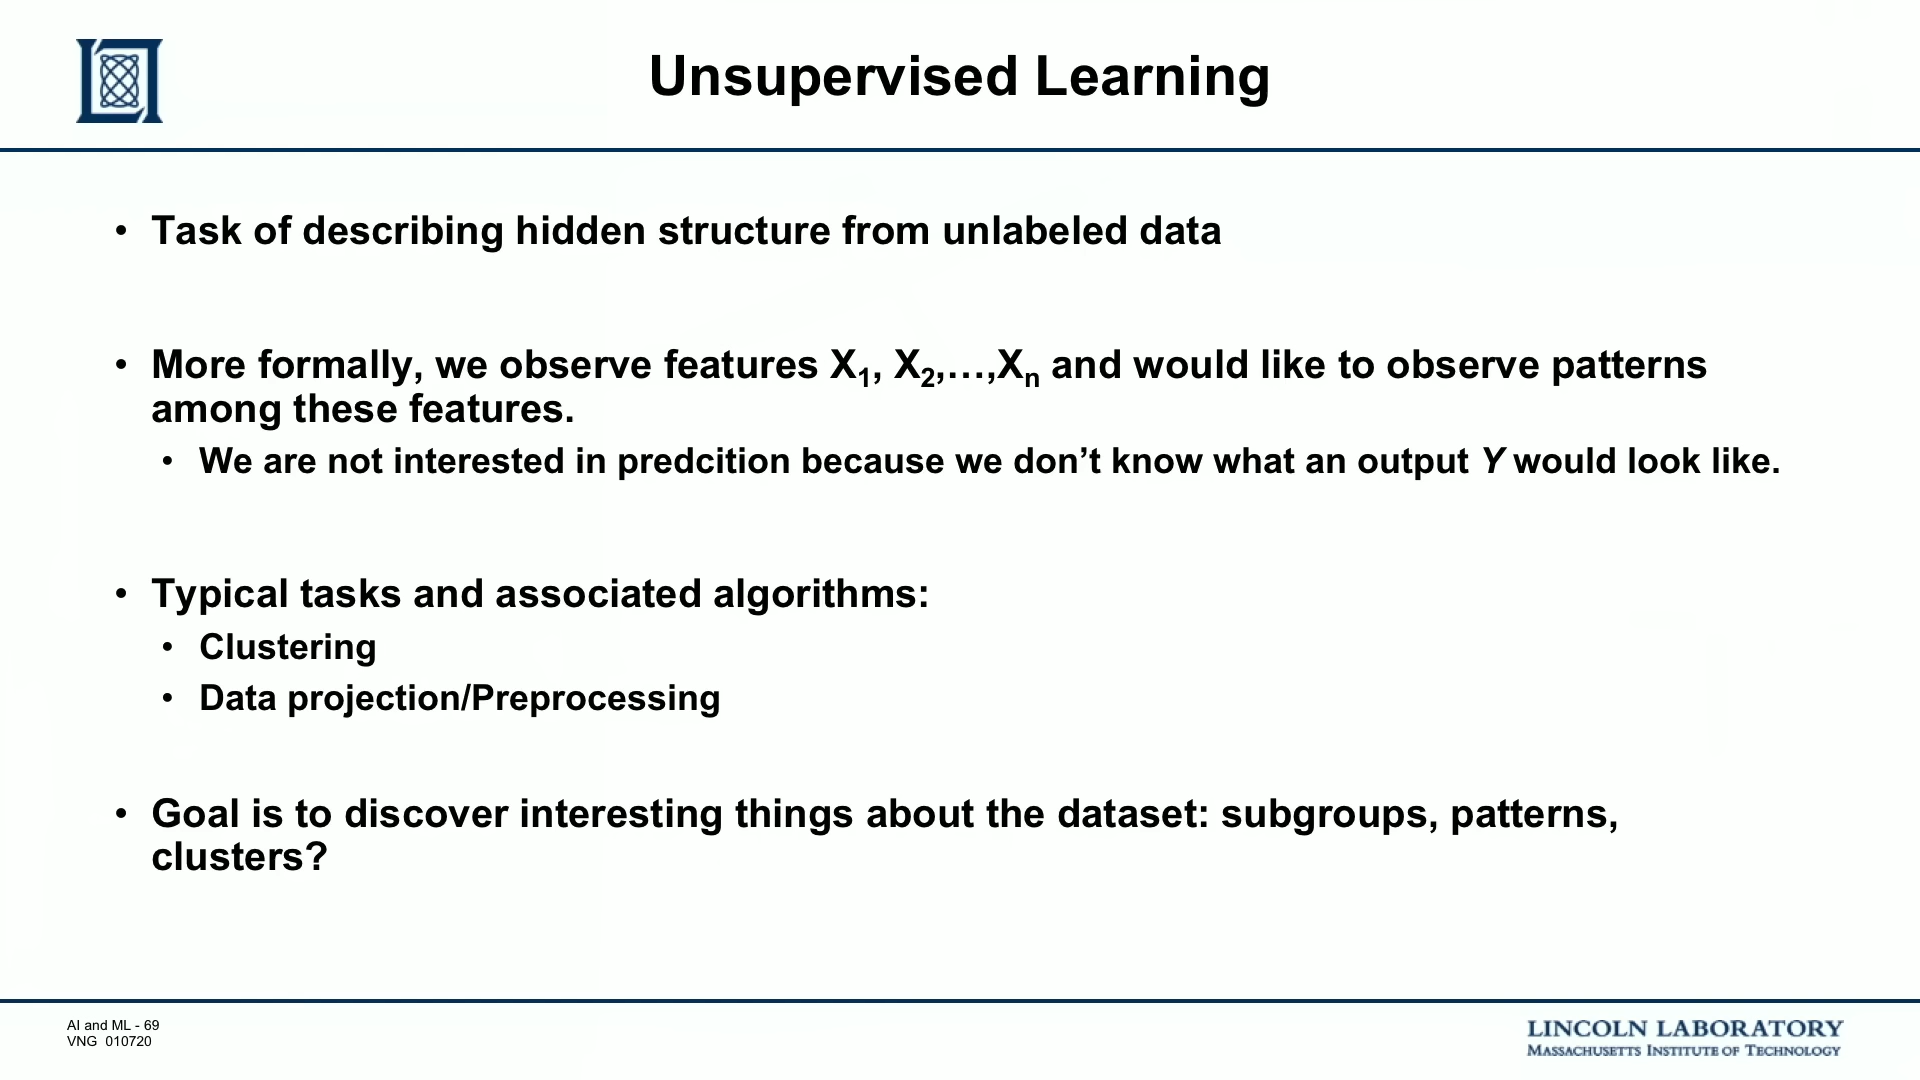 Unsupervised Learning
• Task of describing hidden structure from unlabeled data
• More formally, we observe features X₁, X₂,…,Xₙ and would like to observe patterns
among these features.
• We are not interested in predcition because we don’t know what an output Y would look like.
• Typical tasks and associated algorithms:
• Clustering
• Data projection/Preprocessing
• Goal is to discover interesting things about the dataset: subgroups, patterns,
clusters?
AI and ML - 69
VNG 010720
LINCOLN LABORATORY
MASSACHUSETTS INSTITUTE OF TECHNOLOGY